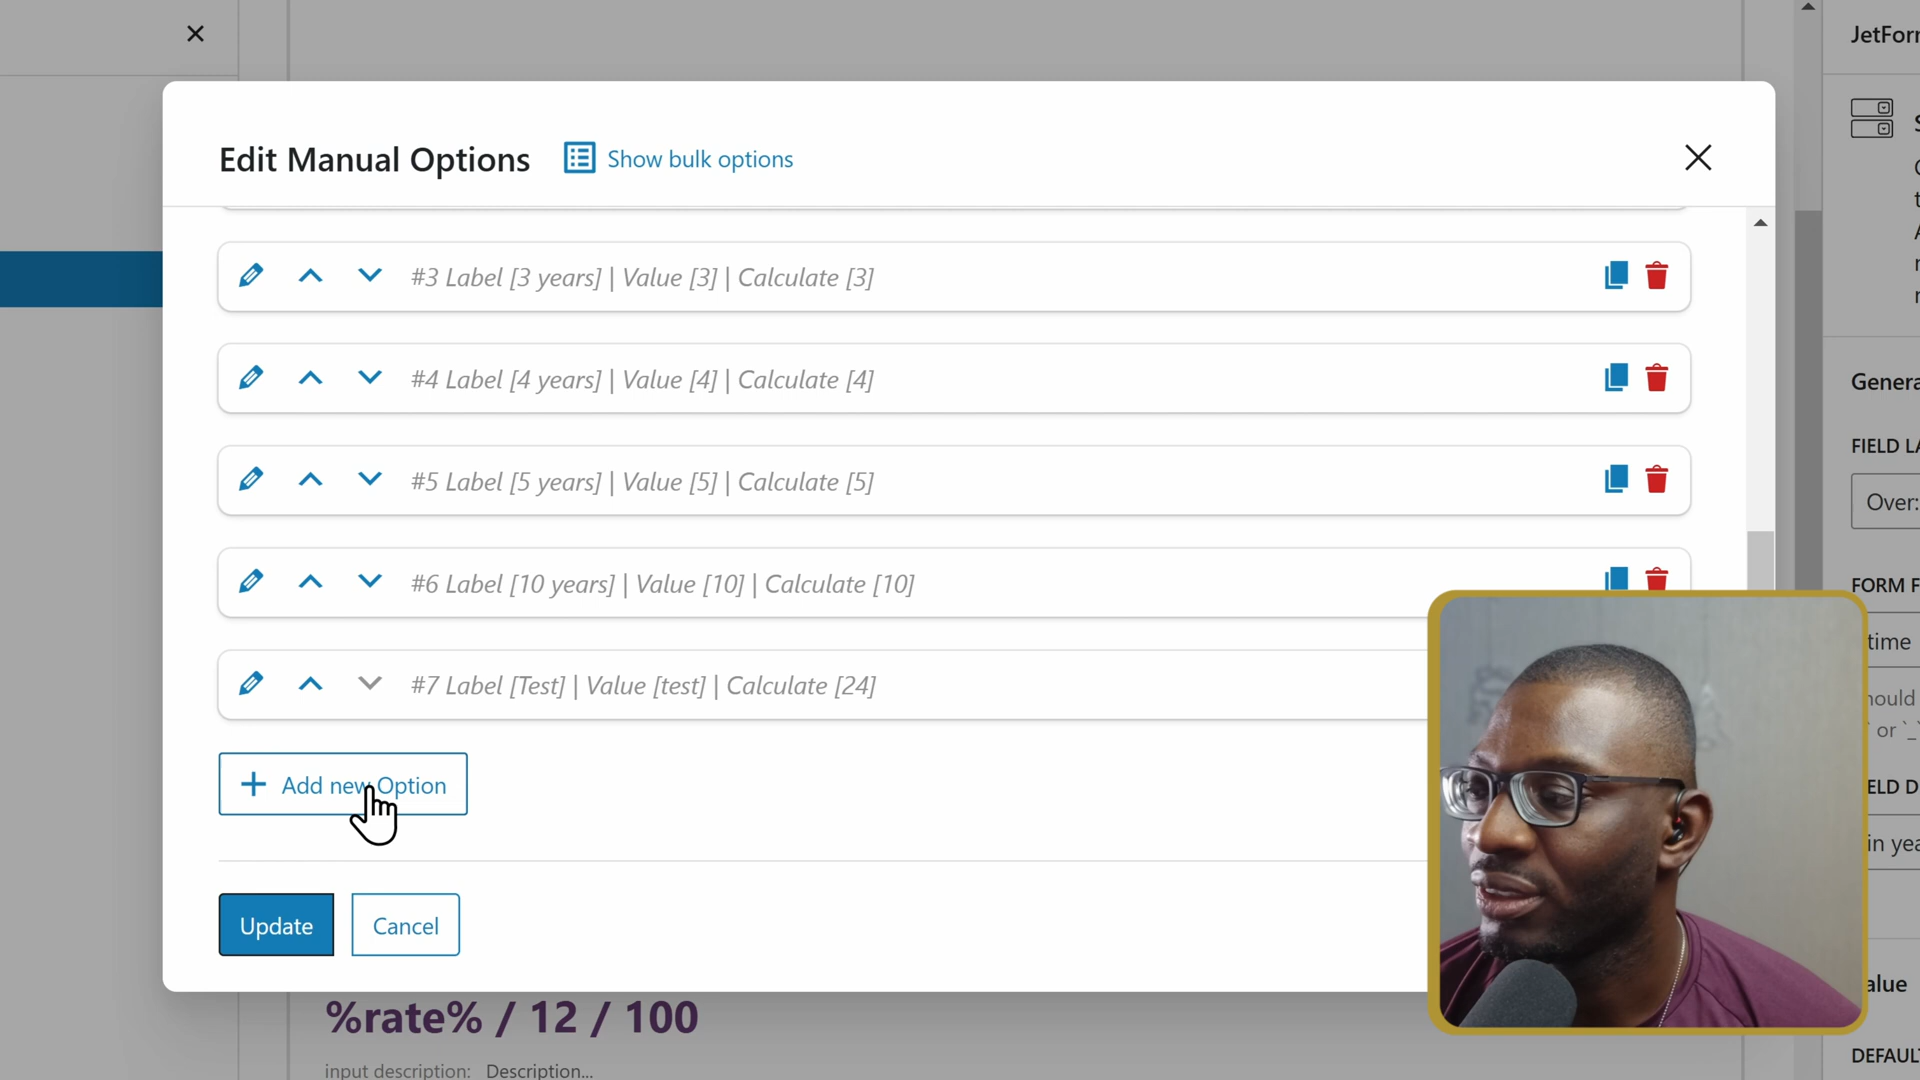 JetForm
Edit Manual Options
Show bulk options
#3 Label [3 years] | Value [3] | Calculate [3]
#4 Label [4 years] | Value [4] | Calculate [4]
#5 Label [5 years] | Value [5] | Calculate [5]
#6 Label [10 years] | Value [10] | Calculate [10]
#7 Label [Test] | Value [test] | Calculate [24]
Add new Option
Update
Cancel
%rate% / 12 / 100
input description: Description...
Genera
FIELD LA
Over:
FORM F
time
hould
or `_
ELD D
in yea
alue
DEFAUL